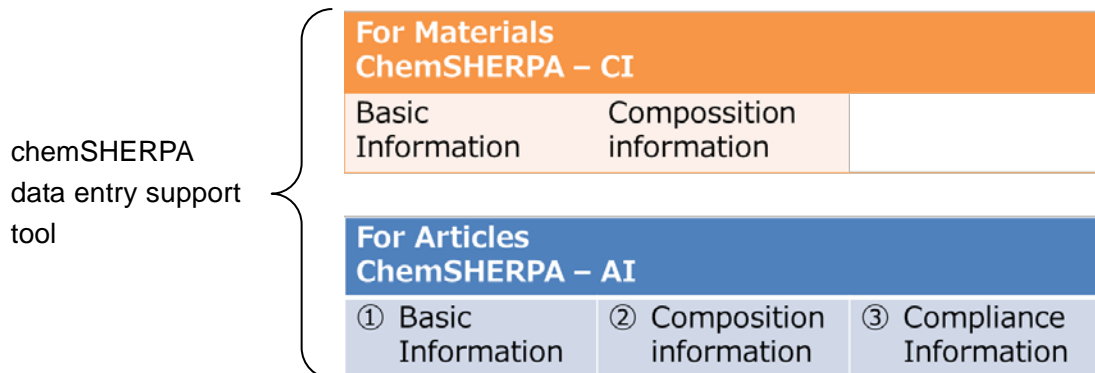 chemSHERPA
data entry support
tool
For Materials
ChemSHERPA – CI
Basic
Information
Compossition
information
For Articles
ChemSHERPA – AI
① Basic
Information
② Composition
information
③ Compliance
Information